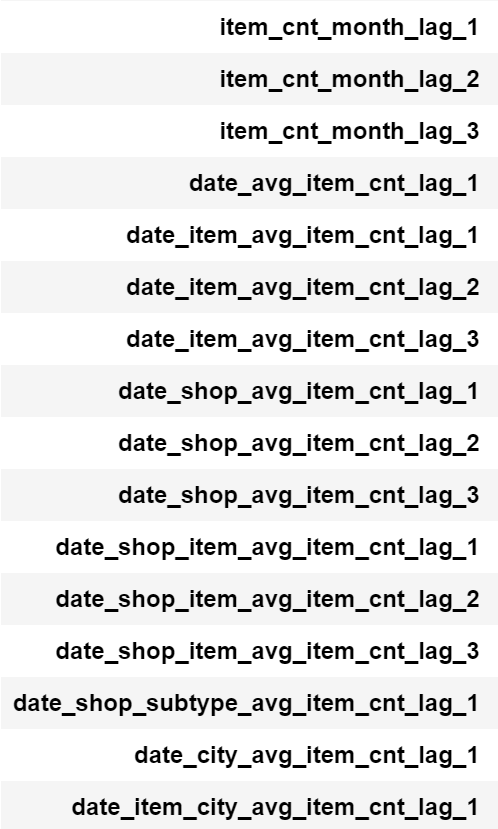 item_cnt_month_lag_1
item_cnt_month_lag_2
item_cnt_month_lag_3
date_avg_item_cnt_lag_1
date_item_avg_item_cnt_lag_1
date_item_avg_item_cnt_lag_2
date_item_avg_item_cnt_lag_3
date_shop_avg_item_cnt_lag_1
date_shop_avg_item_cnt_lag_2
date_shop_avg_item_cnt_lag_3
date_shop_item_avg_item_cnt_lag_1
date_shop_item_avg_item_cnt_lag_2
date_shop_item_avg_item_cnt_lag_3
date_shop_subtype_avg_item_cnt_lag_1
date_city_avg_item_cnt_lag_1
date_item_city_avg_item_cnt_lag_1